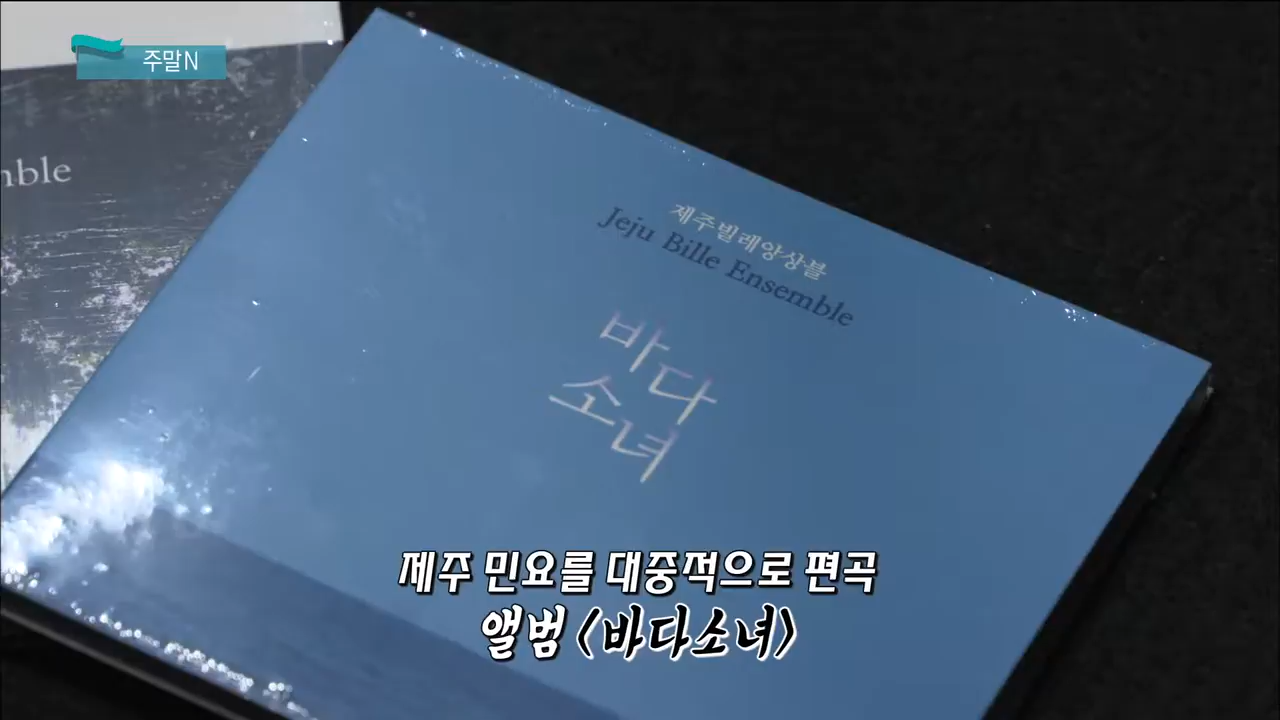 주말N
mble
제주빌레앙상블
Jeju Bille Ensemble
바다
소녀
제주 민요를 대중적으로 편곡
앨범 <바다소녀>